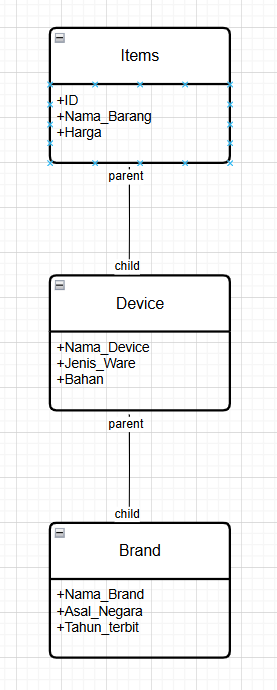 Items
+ID
+Nama_Barang
+Harga
parent
child
Device
+Nama_Device
+Jenis_Ware
+Bahan
parent
child
Brand
+Nama_Brand
+Asal_Negara
+Tahun_terbit